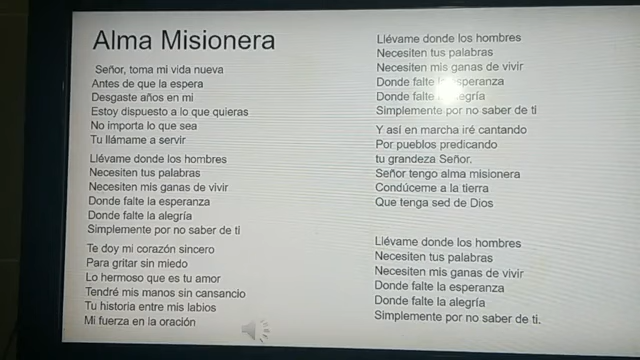 Alma Misionera
Señor, toma mi vida nueva
Antes de que la espera
Desgaste años en mi
Estoy dispuesto a lo que quieras
No importa lo que sea
Tu llámame a servir
Llévame donde los hombres
Necesiten tus palabras
Necesiten mis ganas de vivir
Donde falte la esperanza
Donde falte la alegría
Simplemente por no saber de ti
Te doy mi corazón sincero
Para gritar sin miedo
Lo hermoso que es tu amor
Tendré mis manos sin cansancio
Tu historia entre mis labios
Mi fuerza en la oración
Llévame donde los hombres
Necesiten tus palabras
Necesiten mis ganas de vivir
Donde falte
Donde falte
Simplemente por no saber de ti
Y así en marcha iré cantando
Por pueblos predicando
tu grandeza Señor.
Señor tengo alma misionera
Condúceme a la tierra
Que tenga sed de Dios
Llévame donde los hombres
Necesiten tus palabras
Necesiten mis ganas de vivir
Donde falte la esperanza
Donde falte la alegría
Simplemente por no saber de ti.